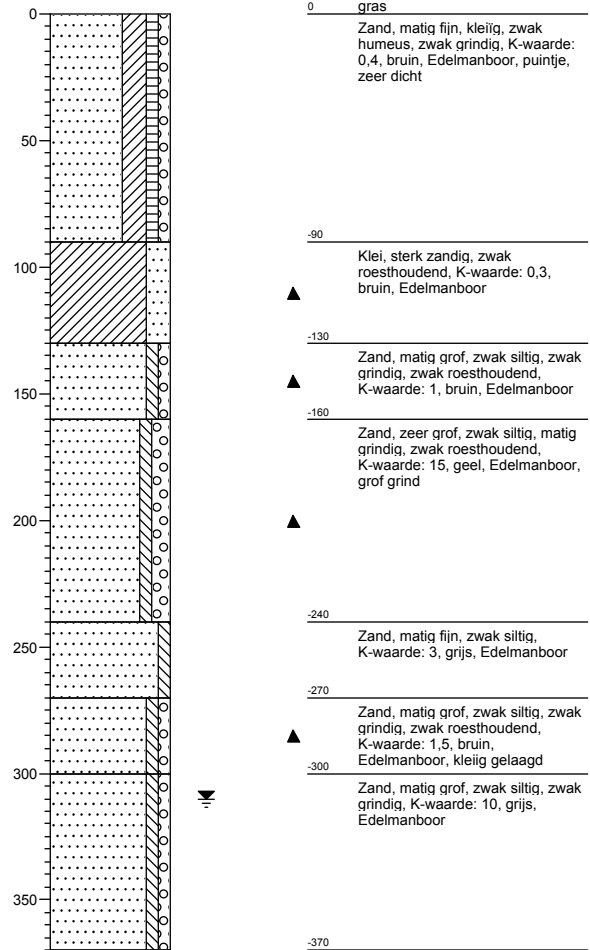 0
50
100
150
200
250
300
350
0
gras
Zand, matig fijn, kleiïg, zwak
humeus, zwak grindig, K-waarde:
0,4, bruin, Edelmanboor, puintje,
zeer dicht
-90
Klei, sterk zandig, zwak
roesthoudend, K-waarde: 0,3,
bruin, Edelmanboor
-130
Zand, matig grof, zwak siltig, zwak
grindig, zwak roesthoudend,
K-waarde: 1, bruin, Edelmanboor
-160
Zand, zeer grof, zwak siltig, matig
grindig, zwak roesthoudend,
K-waarde: 15, geel, Edelmanboor,
grof grind
-240
Zand, matig fijn, zwak siltig,
K-waarde: 3, grijs, Edelmanboor
-270
Zand, matig grof, zwak siltig, zwak
grindig, zwak roesthoudend,
K-waarde: 1,5, bruin,
Edelmanboor, kleiig gelaagd
-300
Zand, matig grof, zwak siltig, zwak
grindig, K-waarde: 10, grijs,
Edelmanboor
-370